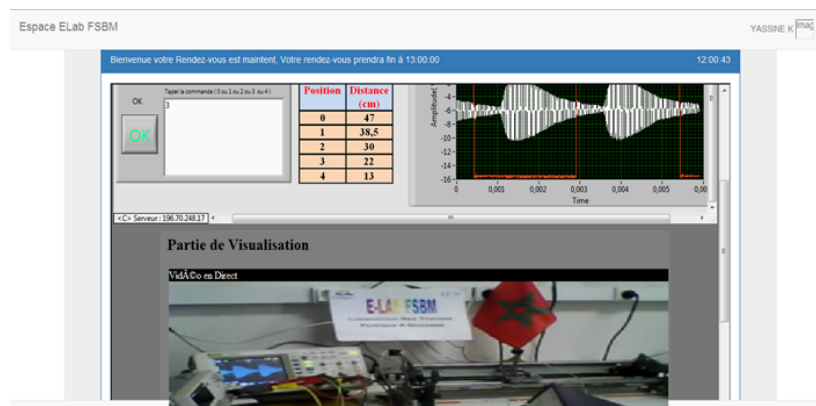 Espace ELab FSBM
YASSINE K
Bienvenue votre Rendez-vous est maintent, Votre rendez-vous prendra fin à 13:00:00
12:00:43
OK
Taper la commande ( 0 ou 1 ou 2 ou 3 ou 4 )
3
OK
Position Distance (cm)
0 47
1 38,5
2 30
3 22
4 13
Amplitude(
-4-
-6-
-8-
-10-
-12-
-14-
-16-
0 0,001 0,002 0,003 0,004 0,005 0,00
Time
<C> Serveur : 196.70.248.17
Partie de Visualisation
VidÃ©o en Direct
E-LAB FSBM